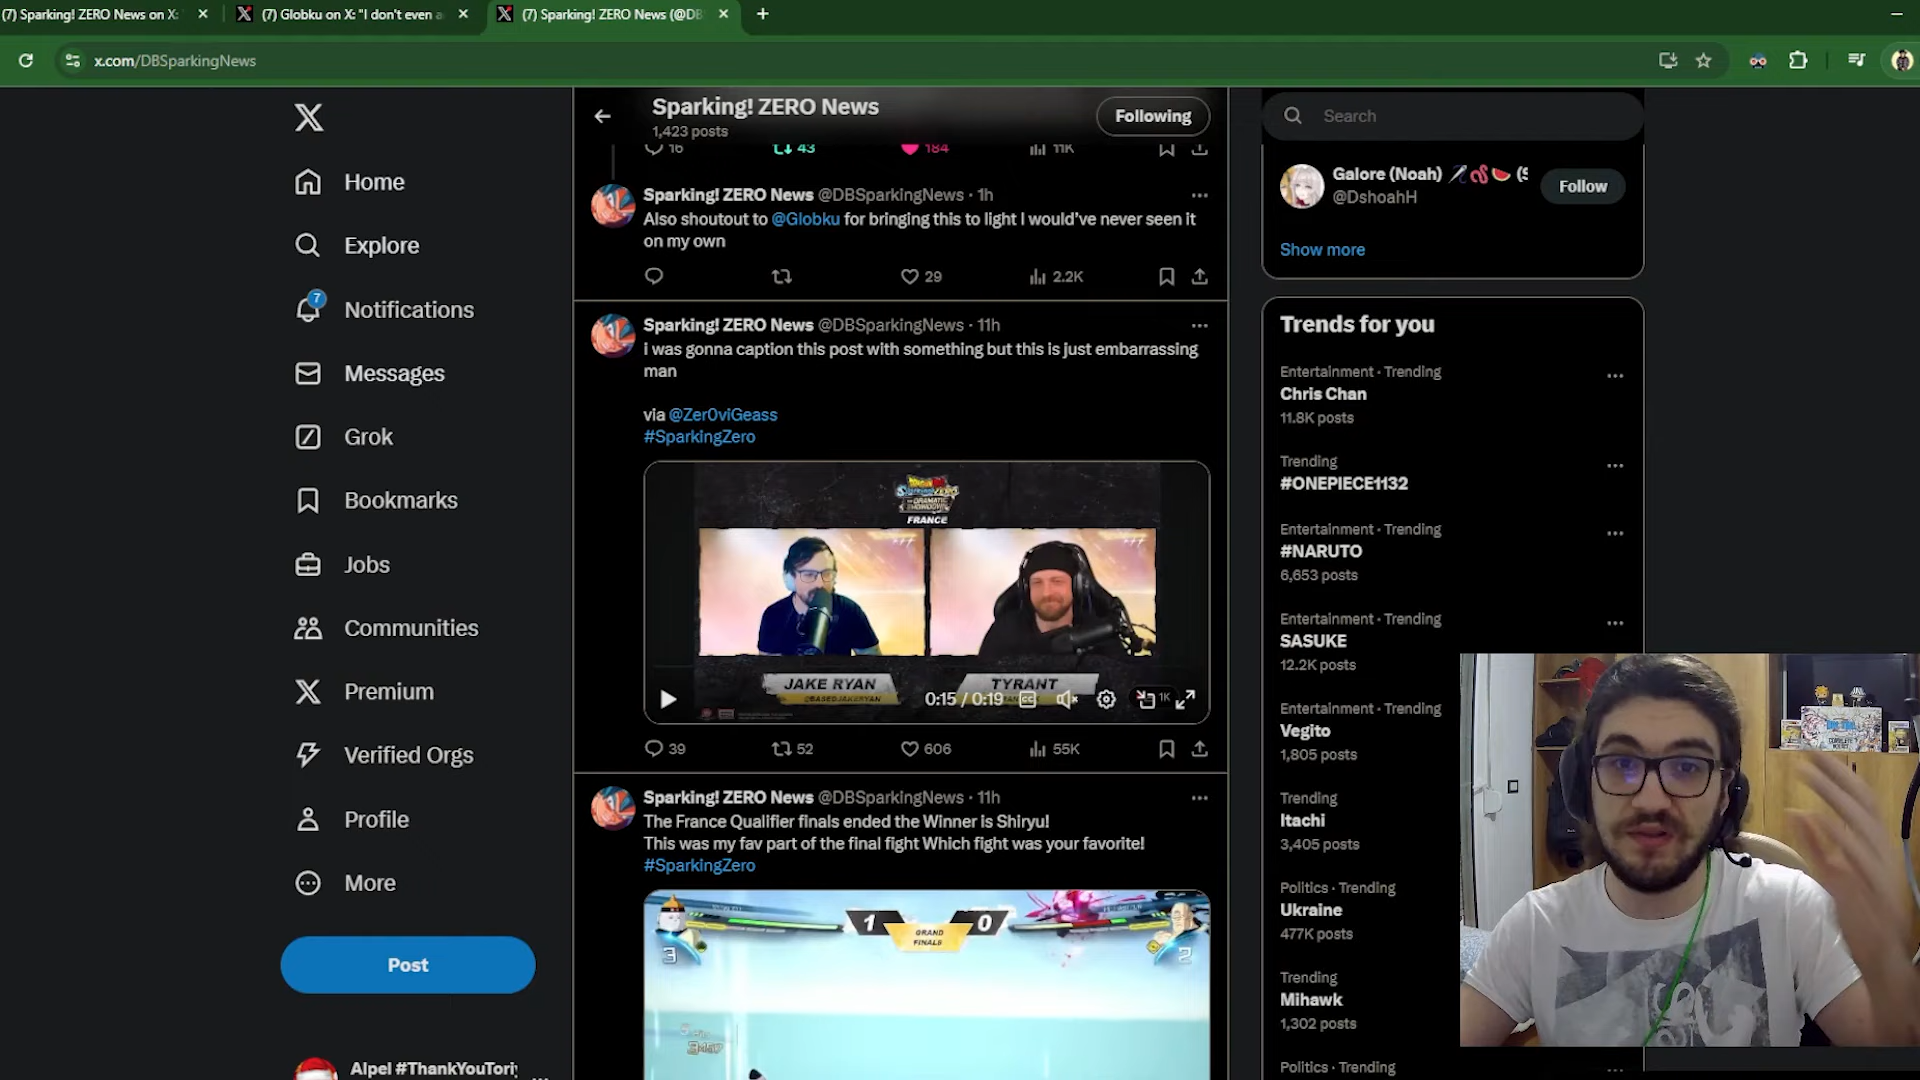 (7) Sparking! ZERO News on X:
(7) Globku on X: "I don't even a
(7) Sparking! ZERO News (@DB
x.com/DBSparkingNews
Home
Explore
7
Notifications
Messages
Grok
Bookmarks
Jobs
Communities
Premium
Verified Orgs
Profile
More
Post
Alpel #ThankYouTori
Sparking! ZERO News
1,423 posts
Following
16 43 184 11K
Sparking! ZERO News @DBSparkingNews · 1h
Also shoutout to @Globku for bringing this to light I would've never seen it
on my own
29 2.2K
Sparking! ZERO News @DBSparkingNews · 11h
i was gonna caption this post with something but this is just embarrassing
man
via @Zer0viGeass
#SparkingZero
FRANCE
JAKE RYAN
@BASEDJAKERYAN
TYRANT
0:15 / 0:19
1K
39 52 606 55K
Sparking! ZERO News @DBSparkingNews · 11h
The France Qualifier finals ended the Winner is Shiryu!
This was my fav part of the final fight Which fight was your favorite!
#SparkingZero
1 0
GRAND
FINALS
3 2
Search
Galore (Noah)
@DshoahH
Follow
Show more
Trends for you
Entertainment · Trending
Chris Chan
11.8K posts
Trending
#ONEPIECE1132
Entertainment · Trending
#NARUTO
6,653 posts
Entertainment · Trending
SASUKE
12.2K posts
Entertainment · Trending
Vegito
1,805 posts
Trending
Itachi
3,405 posts
Politics · Trending
Ukraine
477K posts
Trending
Mihawk
1,302 posts
Politics · Trending